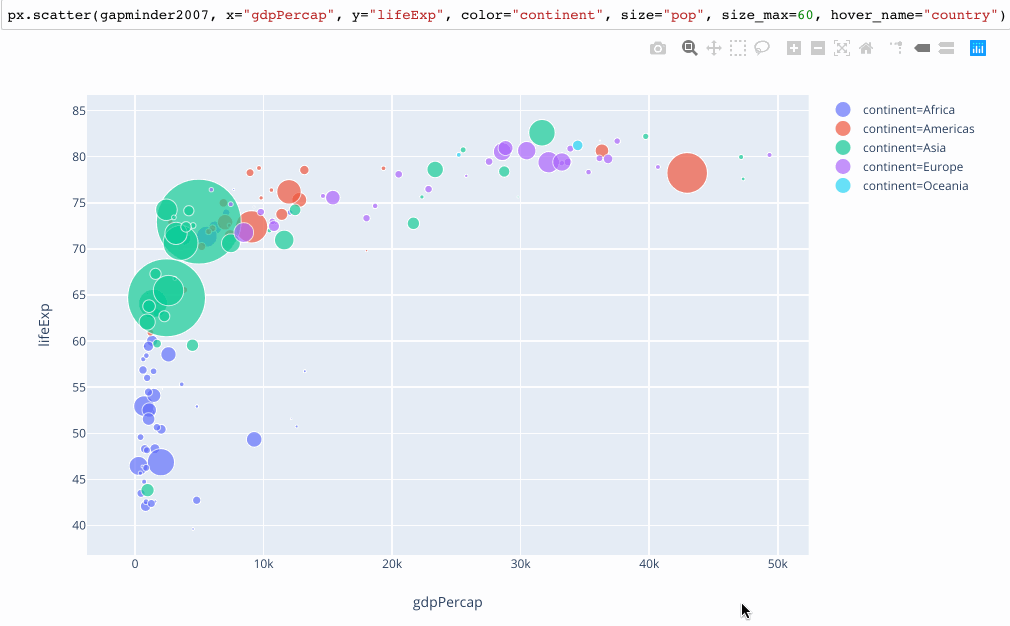 px.scatter(gapminder2007, x="gdpPercap", y="lifeExp", color="continent", size="pop", size_max=60, hover_name="country")
85
80
75
70
65
60
55
50
45
40
lifeExp
0 10k 20k 30k 40k 50k
gdpPercap
continent=Africa
continent=Americas
continent=Asia
continent=Europe
continent=Oceania